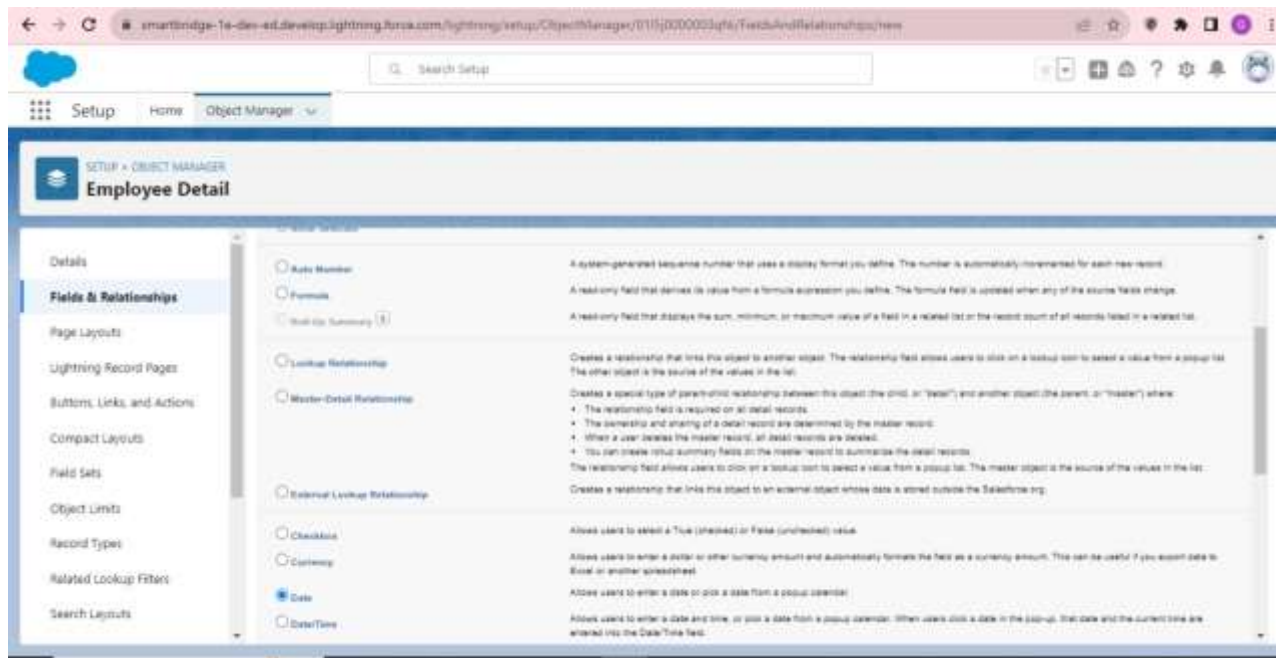 smartbridge-1e-dev-ed.develop.lightning.force.com/lightning/setup/ObjectManager/
/FieldsAndRelationships/new
Search Setup
Setup
Home
Object Manager
SETUP > OBJECT MANAGER
Employee Detail
Details
Fields & Relationships
Page Layouts
Lightning Record Pages
Buttons, Links, and Actions
Compact Layouts
Field Sets
Object Limits
Record Types
Related Lookup Filters
Search Layouts
Auto Number
A system-generated sequence number that uses a display format you define. The number is automatically incremented for each new record.
Formula
A read-only field that derives its value from a formula expression you define. The formula field is updated when any of the source fields change.
Roll-Up Summary
A read-only field that displays the sum, minimum, or maximum value of a field in a related list or the record count of all records listed in a related list.
Lookup Relationship
Creates a relationship that links this object to another object. The relationship field allows users to click on a lookup icon to select a value from a popup list.
The other object is the source of the values in the list.
Master-Detail Relationship
Creates a special type of parent-child relationship between this object (the child, or "detail") and another object (the parent, or "master") where:
• The relationship field is required on all detail records.
• The ownership and sharing of a detail record are determined by the master record.
• When a user deletes the master record, all detail records are deleted.
• You can create rollup summary fields on the master record to summarize the detail records.
The relationship field allows users to click on a lookup icon to select a value from a popup list. The master object is the source of the values in the list.
External Lookup Relationship
Creates a relationship that links this object to an external object whose data is stored outside the Salesforce org.
Checkbox
Allows users to select a True (checked) or False (unchecked) value.
Currency
Allows users to enter a dollar or other currency amount and automatically formats the field as a currency amount. This can be useful if you export data to
Excel or another spreadsheet.
Date
Allows users to enter a date or pick a date from a popup calendar.
Date/Time
Allows users to enter a date and time, or pick a date from a popup calendar. When users click a date in the pop-up, that date and the current time are
entered into the Date/Time field.